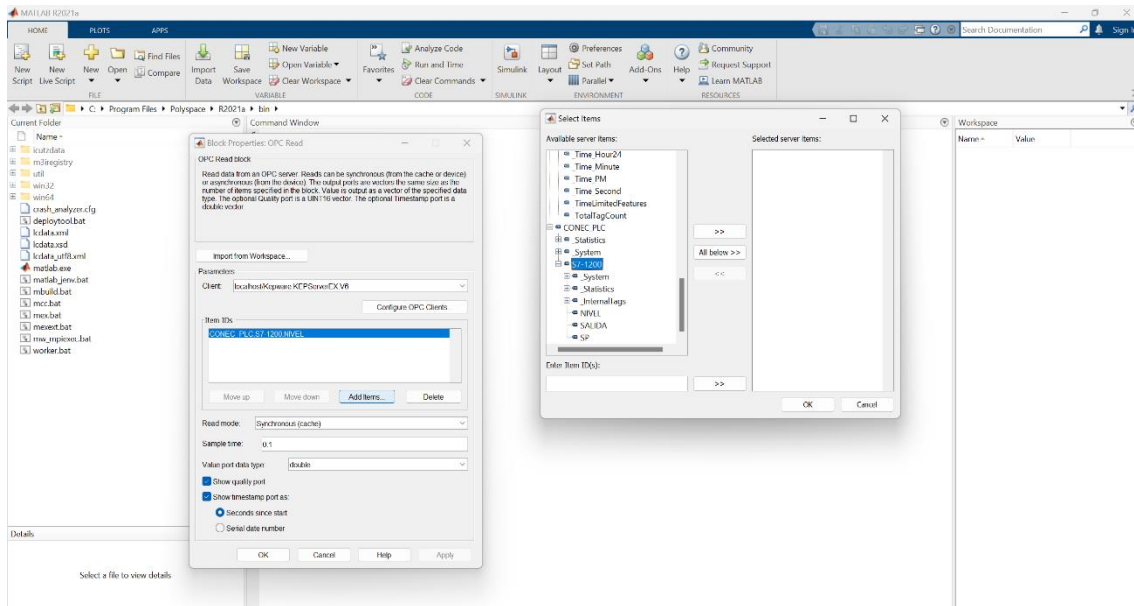 MATLAB R2021a
HOME PLOTS APPS
Search Documentation Sign In
New Script
New Live Script
New
Open
Find Files
Compare
Import Data
Save Workspace
New Variable
Open Variable
Clear Workspace
Favorites
Analyze Code
Run and Time
Clear Commands
Simulink
Layout
Preferences
Set Path
Parallel
Add-Ons
Help
Community
Request Support
Learn MATLAB
FILE VARIABLE CODE SIMULINK ENVIRONMENT RESOURCES
C: Program Files Polyspace R2021a bin
Current Folder
Name
icutzdata
m3iregistry
util
win32
win64
crash_analyzer.cfg
deploytool.bat
lcdata.xml
lcdata.xsd
lcdata_utf8.xml
matlab.exe
matlab_jenv.bat
mbuild.bat
mcc.bat
mex.bat
mexext.bat
mw_mpiexec.bat
worker.bat
Details
Select a file to view details
Command Window
Block Properties: OPC Read
OPC Read block
Read data from an OPC server. Reads can be synchronous (from the cache or device)
or asynchronous (from the device). The output ports are vectors the same size as the
number of items specified in the block. Value is output as a vector of the specified data
type. The optional Quality port is a UINT16 vector. The optional Timestamp port is a
double vector.
Import from Workspace...
Parameters
Client: localhost/Kepware.KEPServerEX.V6
Configure OPC Clients...
Item IDs
CONEC_PLC.S7-1200.NIVEL
Move up Move down Add Items... Delete
Read mode: Synchronous (cache)
Sample time: 0.1
Value port data type: double
Show quality port
Show timestamp port as:
Seconds since start
Serial date number
OK Cancel Help Apply
Select Items
Available server items:
_Time_Hour24
_Time_Minute
_Time_PM
_Time_Second
_TimeLimitedFeatures
_TotalTagCount
CONEC_PLC
_Statistics
_System
S7-1200
_System
_Statistics
_InternalTags
NIVEL
SALIDA
SP
Enter Item ID(s):
>>
All below >>
<<
>>
Selected server items:
OK Cancel
Workspace
Name Value